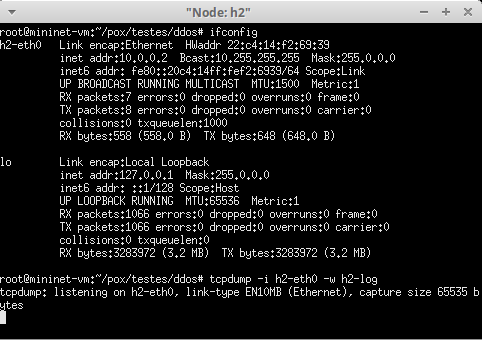 "Node: h2"
root@mininet-vm:~/pox/testes/ddos# ifconfig
h2-eth0   Link encap:Ethernet  HWaddr 22:c4:14:f2:69:39
          inet addr:10.0.0.2  Bcast:10.255.255.255  Mask:255.0.0.0
          inet6 addr: fe80::20c4:14ff:fef2:6939/64 Scope:Link
          UP BROADCAST RUNNING MULTICAST  MTU:1500  Metric:1
          RX packets:7 errors:0 dropped:0 overruns:0 frame:0
          TX packets:8 errors:0 dropped:0 overruns:0 carrier:0
          collisions:0 txqueuelen:1000
          RX bytes:558 (558.0 B)  TX bytes:648 (648.0 B)
lo        Link encap:Local Loopback
          inet addr:127.0.0.1  Mask:255.0.0.0
          inet6 addr: ::1/128 Scope:Host
          UP LOOPBACK RUNNING  MTU:65536  Metric:1
          RX packets:1066 errors:0 dropped:0 overruns:0 frame:0
          TX packets:1066 errors:0 dropped:0 overruns:0 carrier:0
          collisions:0 txqueuelen:0
          RX bytes:3283972 (3.2 MB)  TX bytes:3283972 (3.2 MB)
root@mininet-vm:~/pox/testes/ddos# tcpdump -i h2-eth0 -w h2-log
tcpdump: listening on h2-eth0, link-type EN10MB (Ethernet), capture size 65535 b
ytes